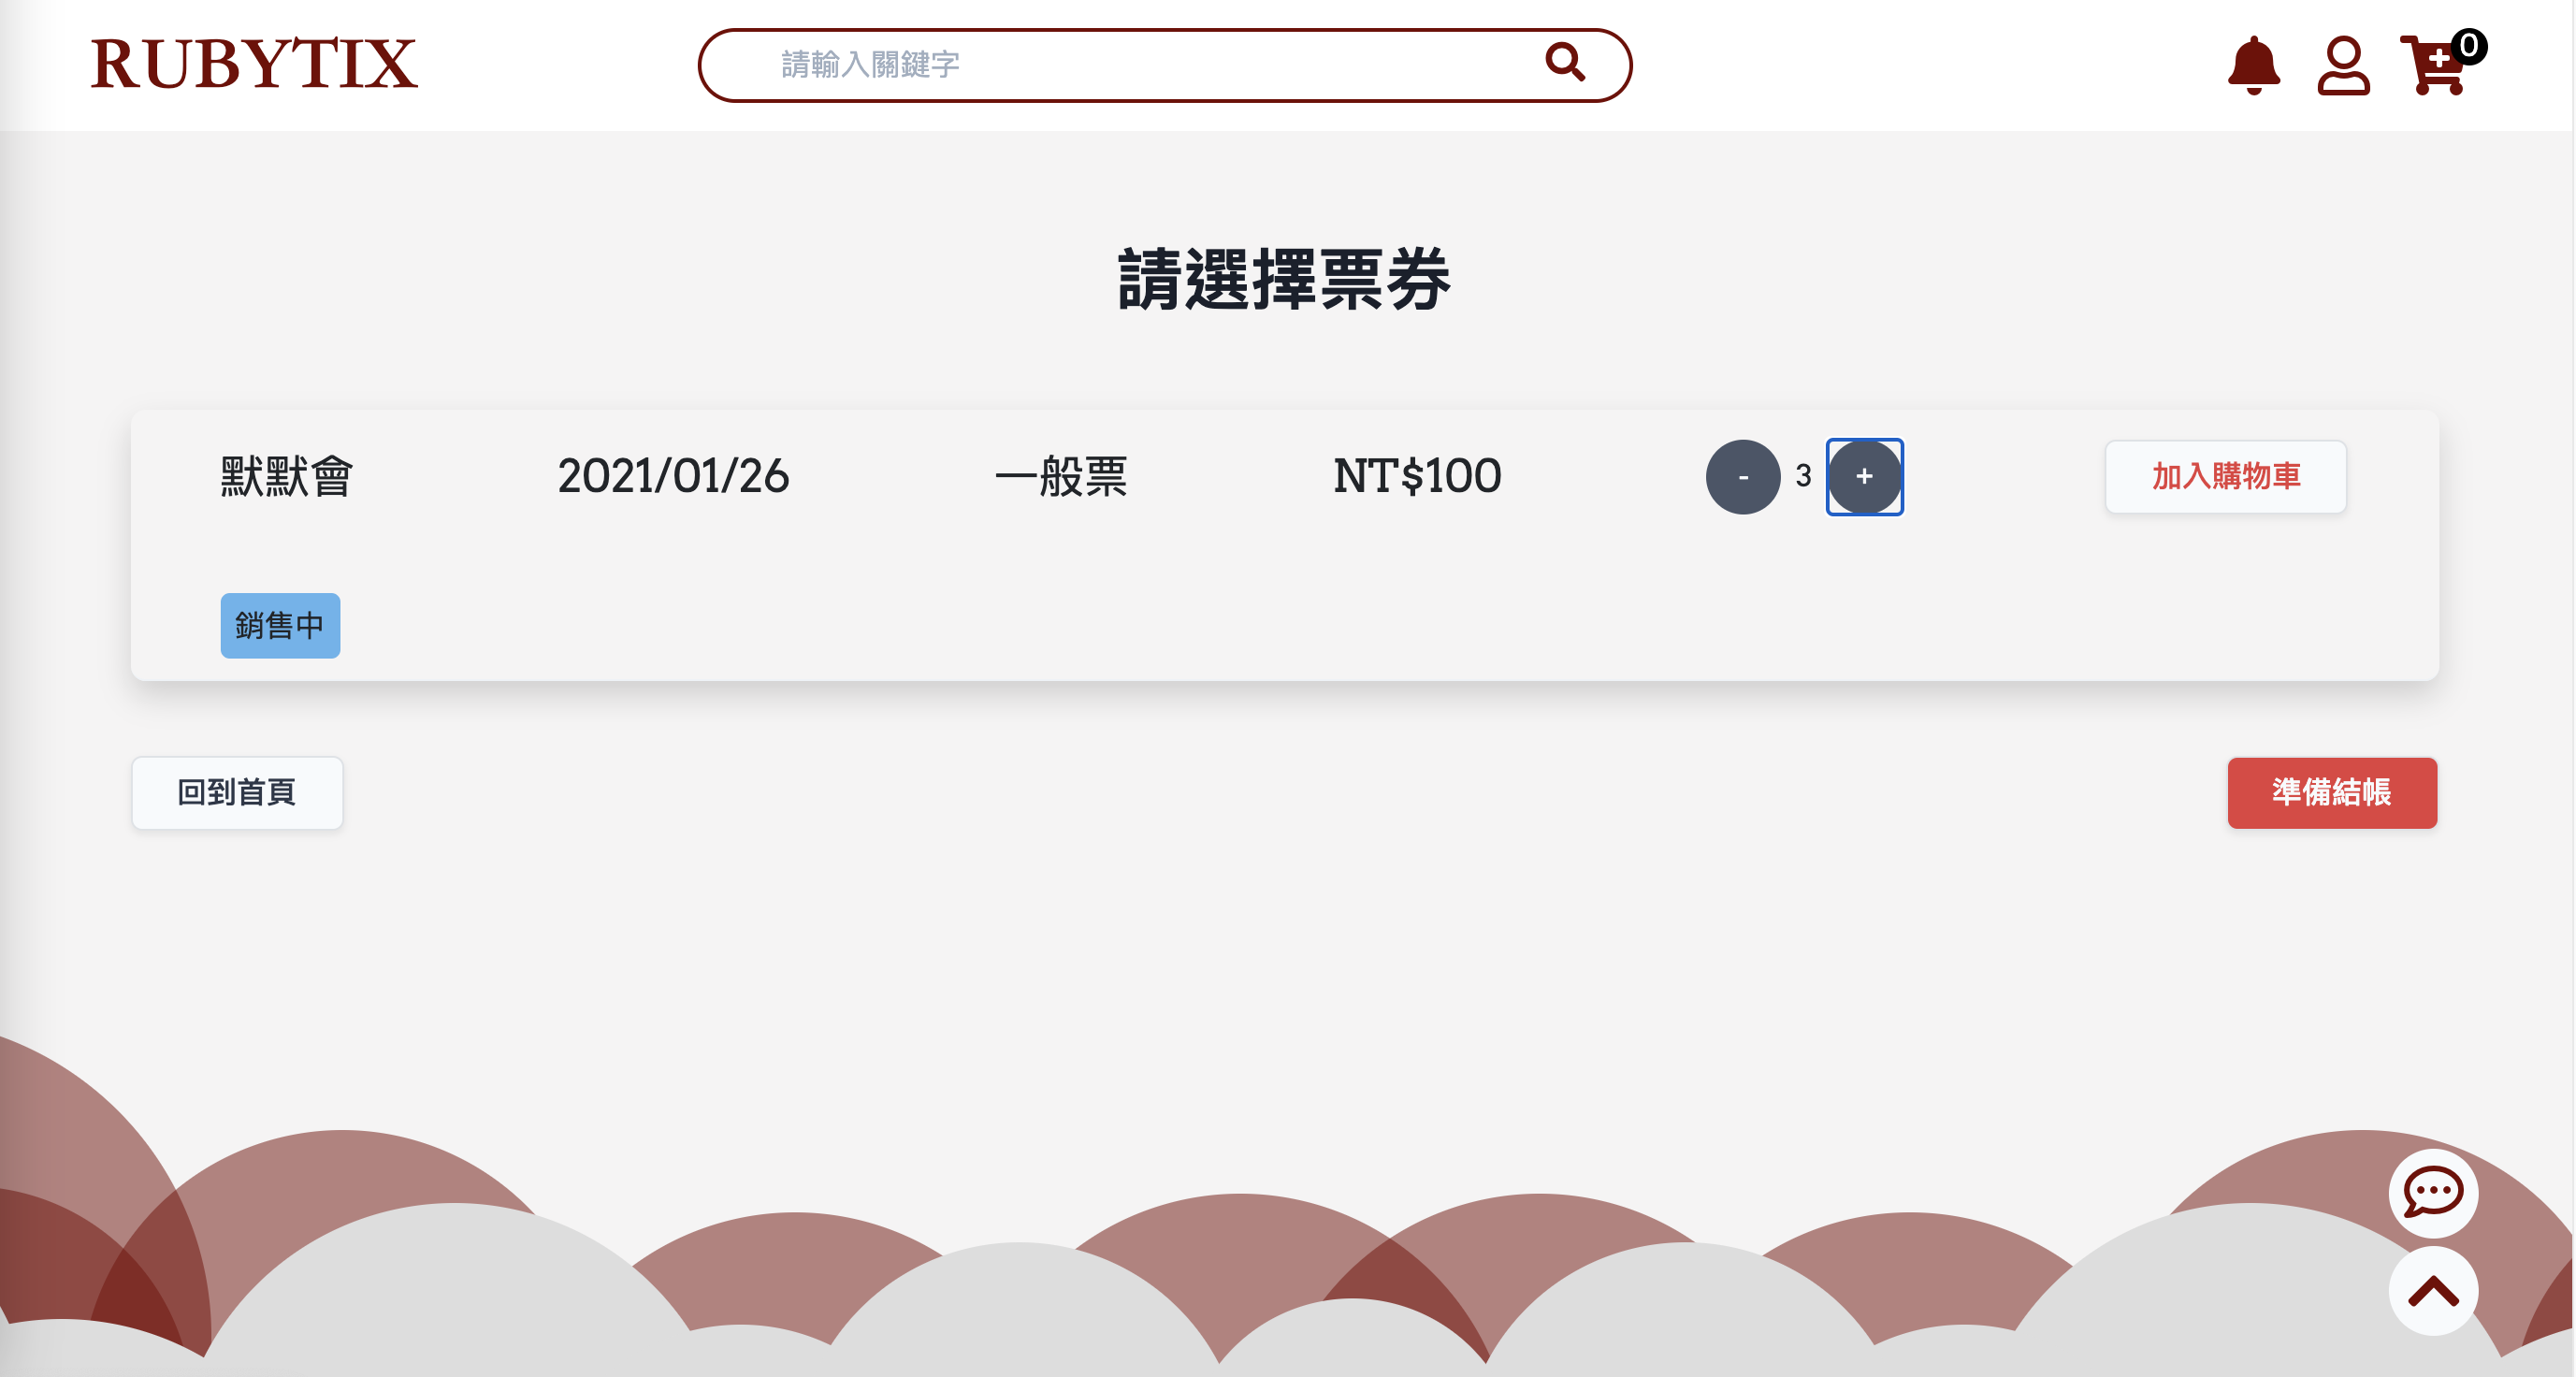 RUBYTIX
請輸入關鍵字
0
請選擇票券
默默會 2021/01/26 一般票 NT$100 - 3 + 加入購物車
銷售中
回到首頁 準備結帳